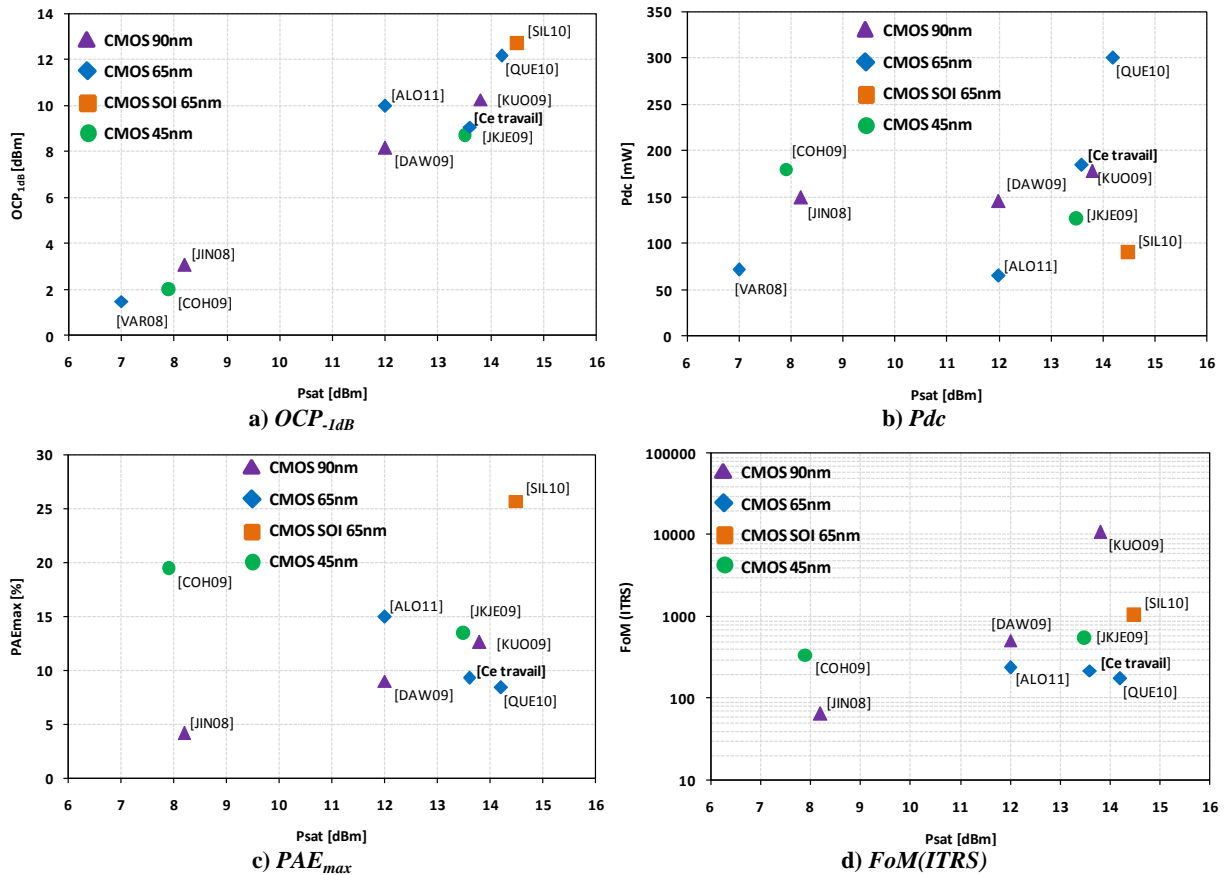 OCP1dB [dBm]
14
12
10
8
6
4
2
0
CMOS 90nm
CMOS 65nm
CMOS SOI 65nm
CMOS 45nm
[SIL10]
[QUE10]
[ALO11]
[KUO09]
[Ce travail]
[JKJE09]
[DAW09]
[JIN08]
[COH09]
[VAR08]
6 7 8 9 10 11 12 13 14 15 16
Psat [dBm]
a) OCP-1dB
Pdc [mW]
350
300
250
200
150
100
50
0
CMOS 90nm
CMOS 65nm
CMOS SOI 65nm
CMOS 45nm
[QUE10]
[COH09]
[Ce travail]
[KUO09]
[DAW09]
[JIN08]
[JKJE09]
[SIL10]
[ALO11]
[VAR08]
6 7 8 9 10 11 12 13 14 15 16
Psat [dBm]
b) Pdc
PAEmax [%]
30
25
20
15
10
5
0
CMOS 90nm
CMOS 65nm
CMOS SOI 65nm
CMOS 45nm
[SIL10]
[COH09]
[ALO11]
[JKJE09]
[KUO09]
[Ce travail]
[DAW09]
[QUE10]
[JIN08]
6 7 8 9 10 11 12 13 14 15 16
Psat [dBm]
c) PAEmax
FoM (ITRS)
100000
10000
1000
100
10
CMOS 90nm
CMOS 65nm
CMOS SOI 65nm
CMOS 45nm
[KUO09]
[SIL10]
[DAW09]
[JKJE09]
[COH09]
[Ce travail]
[ALO11]
[QUE10]
[JIN08]
6 7 8 9 10 11 12 13 14 15 16
Psat [dBm]
d) FoM(ITRS)